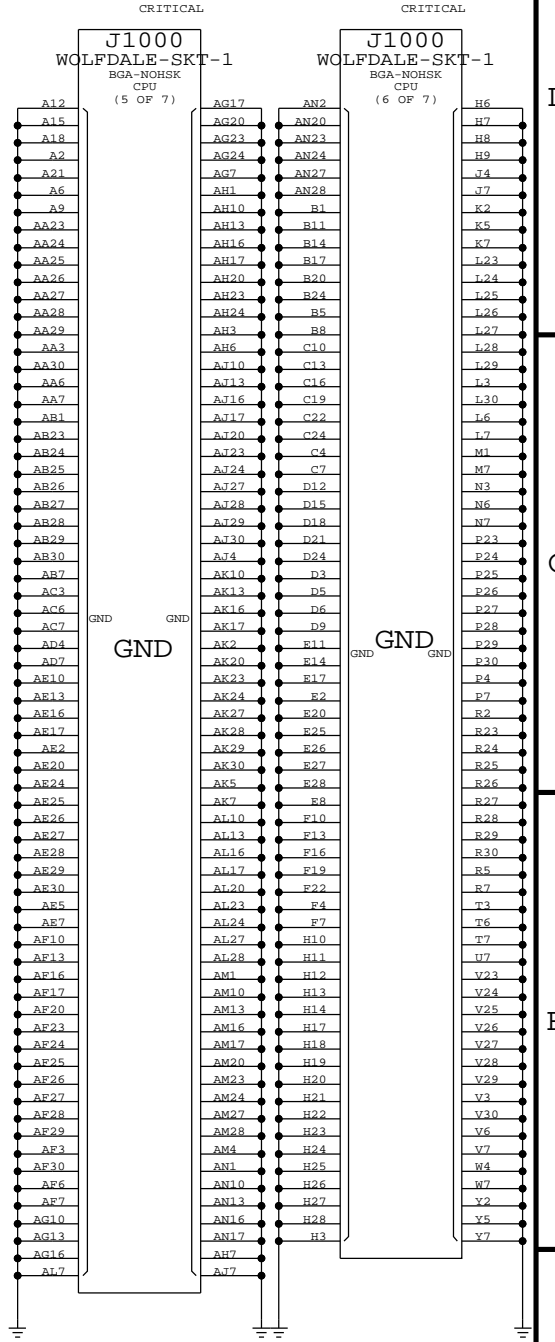 CRITICAL
J1000
WOLFDALE-SKT-1
BGA-NOHSK
CPU
(5 OF 7)
A12
A15
A18
A2
A21
A6
A9
AA23
AA24
AA25
AA26
AA27
AA28
AA29
AA3
AA30
AA6
AA7
AB1
AB23
AB24
AB25
AB26
AB27
AB28
AB29
AB30
AB7
AC3
AC6
AC7
AD4
AD7
AE10
AE13
AE16
AE17
AE2
AE20
AE24
AE25
AE26
AE27
AE28
AE29
AE30
AE5
AE7
AF10
AF13
AF16
AF17
AF20
AF23
AF24
AF25
AF26
AF27
AF28
AF29
AF3
AF30
AF6
AF7
AG10
AG13
AG16
AL7
GND
GND
GND
AG17
AG20
AG23
AG24
AG7
AH1
AH10
AH13
AH16
AH17
AH20
AH23
AH24
AH3
AH6
AJ10
AJ13
AJ16
AJ17
AJ20
AJ23
AJ24
AJ27
AJ28
AJ29
AJ30
AJ4
AK10
AK13
AK16
AK17
AK2
AK20
AK23
AK24
AK27
AK28
AK29
AK30
AK5
AK7
AL10
AL13
AL16
AL17
AL20
AL23
AL24
AL27
AL28
AM1
AM10
AM13
AM16
AM17
AM20
AM23
AM24
AM27
AM28
AM4
AN1
AN10
AN13
AN16
AN17
AH7
AJ7
CRITICAL
J1000
WOLFDALE-SKT-1
BGA-NOHSK
CPU
(6 OF 7)
AN2
AN20
AN23
AN24
AN27
AN28
B1
B11
B14
B17
B20
B24
B5
B8
C10
C13
C16
C19
C22
C24
C4
C7
D12
D15
D18
D21
D24
D3
D5
D6
D9
E11
E14
E17
E2
E20
E25
E26
E27
E28
E8
F10
F13
F16
F19
F22
F4
F7
H10
H11
H12
H13
H14
H17
H18
H19
H20
H21
H22
H23
H24
H25
H26
H27
H28
H3
GND
GND
GND
H6
H7
H8
H9
J4
J7
K2
K5
K7
L23
L24
L25
L26
L27
L28
L29
L3
L30
L6
L7
M1
M7
N3
N6
N7
P23
P24
P25
P26
P27
P28
P29
P30
P4
P7
R2
R23
R24
R25
R26
R27
R28
R29
R30
R5
R7
T3
T6
T7
U7
V23
V24
V25
V26
V27
V28
V29
V3
V30
V6
V7
W4
W7
Y2
Y5
Y7